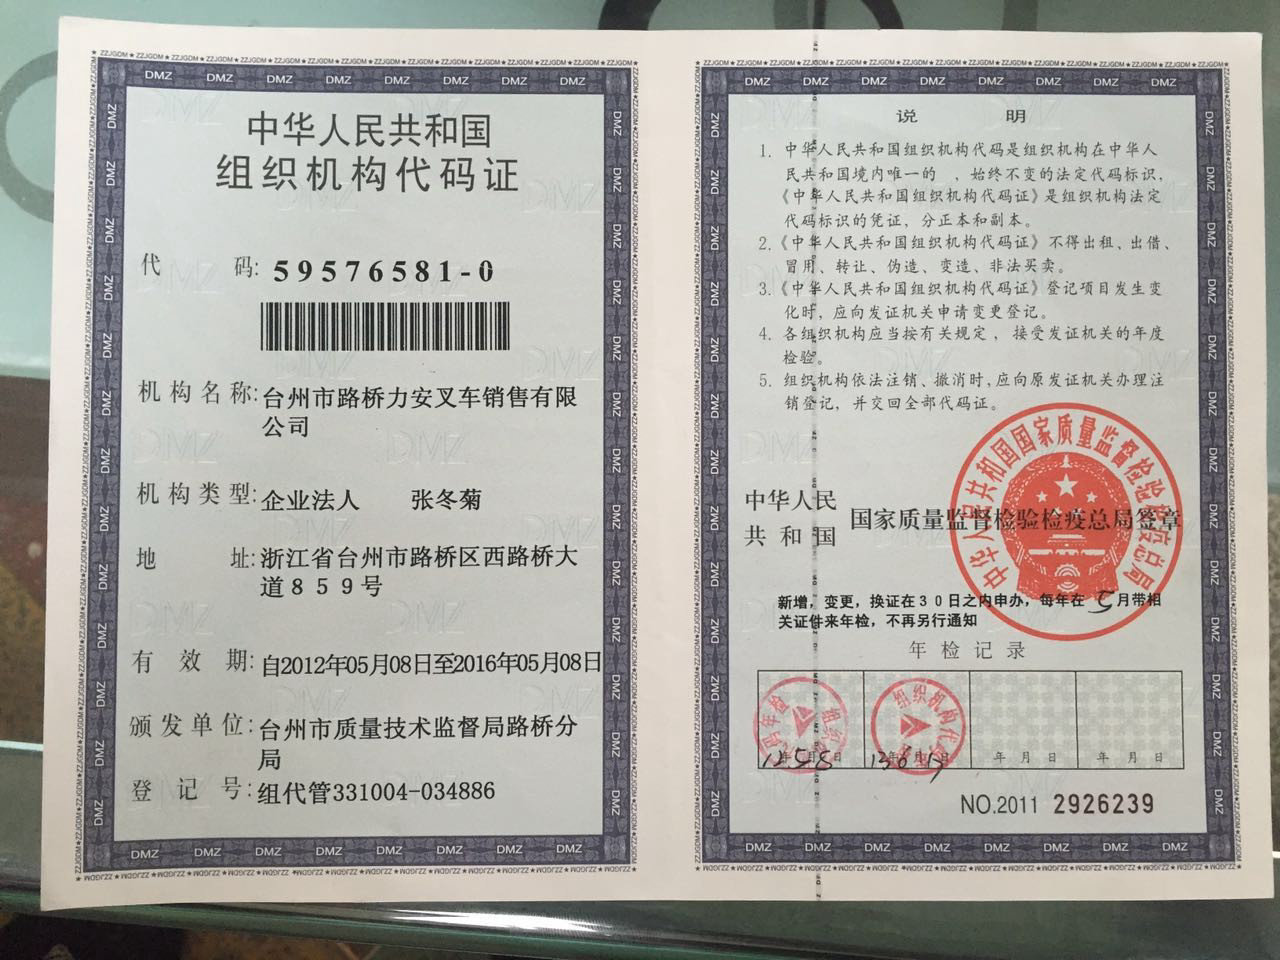 中华人民共和国
组织机构代码证
代 码: 59576581-0
机构名称: 台州市路桥力安叉车销售有限
公司
机构类型: 企业法人 张冬菊
地 址: 浙江省台州市路桥区西路桥大
道859号
有 效 期: 自2012年05月08日至2016年05月08日
颁发单位: 台州市质量技术监督局路桥分
局
登 记 号: 组代管331004-034886
说 明
1. 中华人民共和国组织机构代码是组织机构在中华人
民共和国境内唯一的 、始终不变的法定代码标识,
《中华人民共和国组织机构代码证》是组织机构法定
代码标识的凭证, 分正本和副本。
2.《中华人民共和国组织机构代码证》不得出租、出借、
冒用、转让、伪造、变造、非法买卖。
3.《中华人民共和国组织机构代码证》登记项目发生变
化时, 应向发证机关申请变更登记。
4. 各组织机构应当按有关规定, 接受发证机关的年度
检验。
5. 组织机构依法注销、撤消时, 应向原发证机关办理注
销登记, 并交回全部代码证。
中华人民共和国国家质量监督检验检疫总局
中华人民
共 和 国
国家质量监督检验检疫总局签章
新增, 变更, 换证在30日之内申办, 每年在 5 月带相
关证件来年检, 不再另行通知
年 检 记 录
年 月 日 年 月 日 年 月 日 年 月 日
NO.2011 2926239